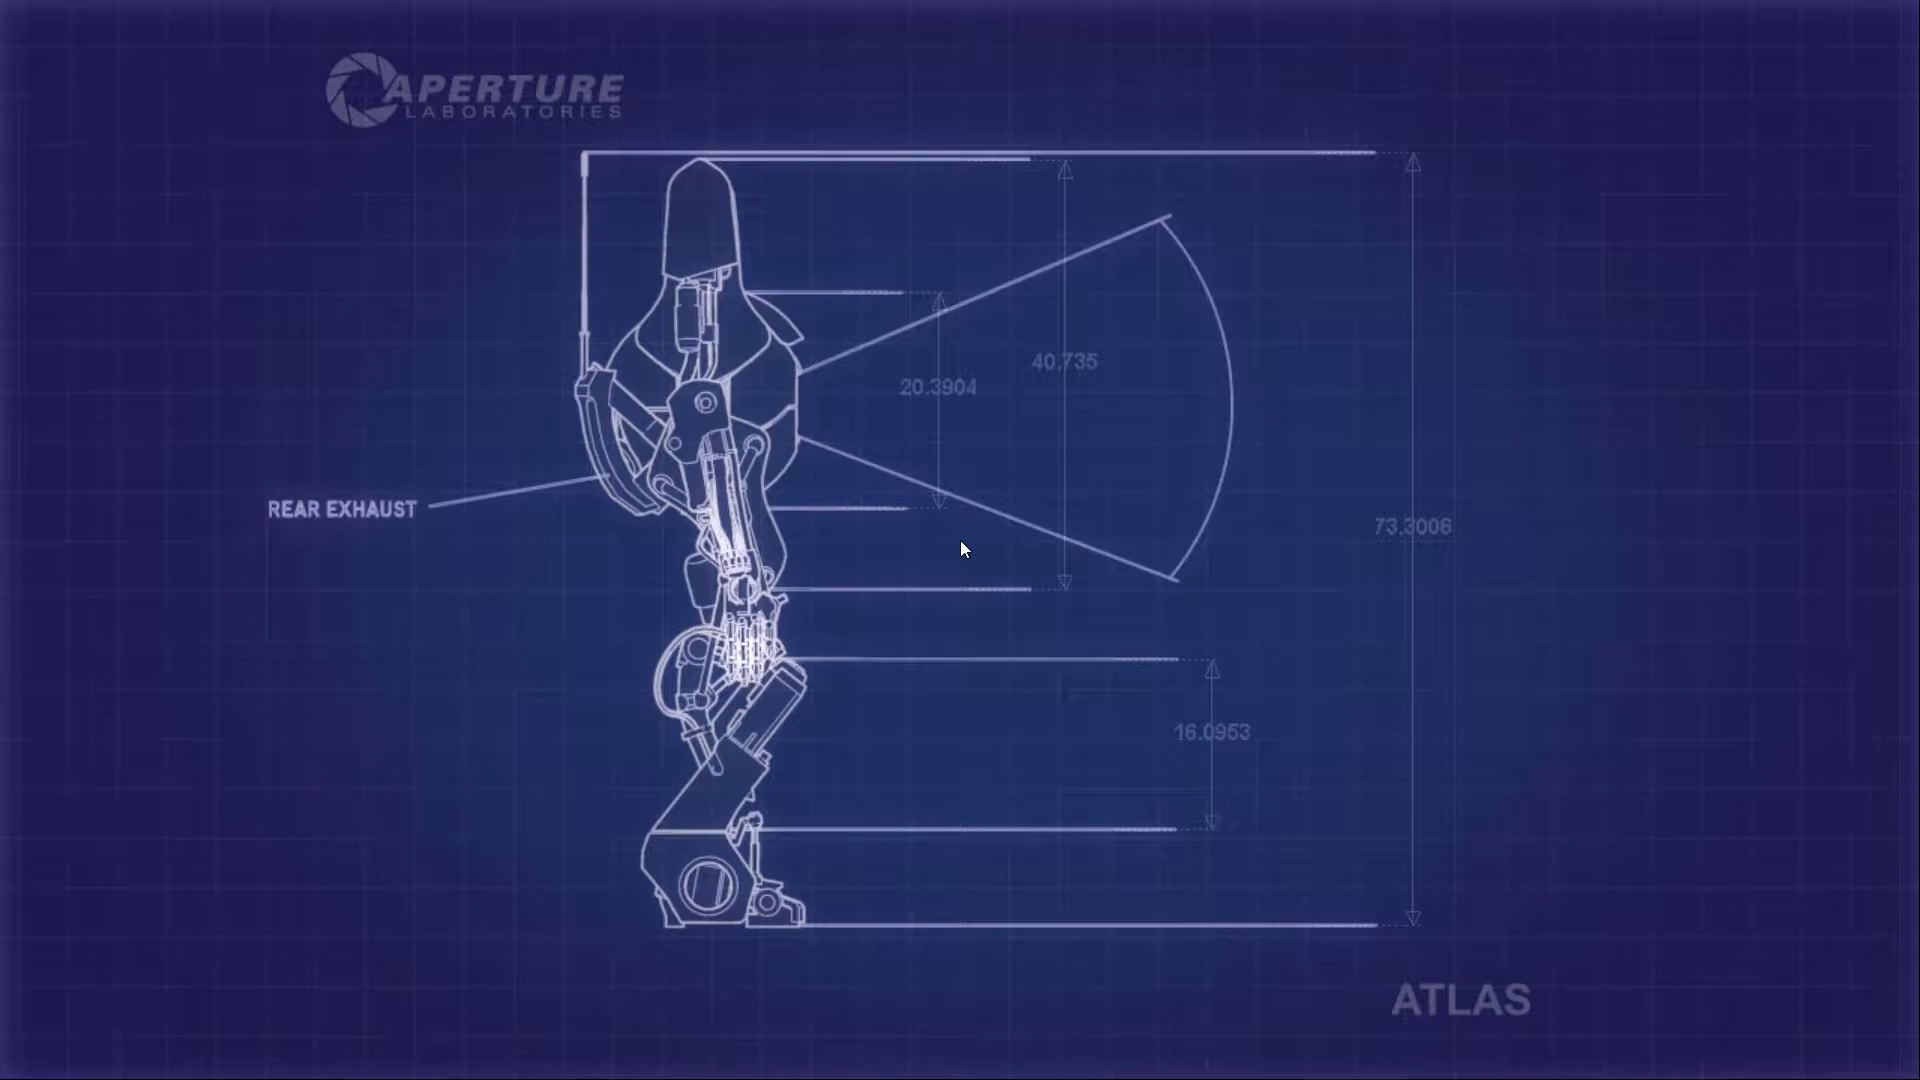 APERTURE
LABORATORIES
40.735
20.3904
REAR EXHAUST
73.3006
16.0953
ATLAS